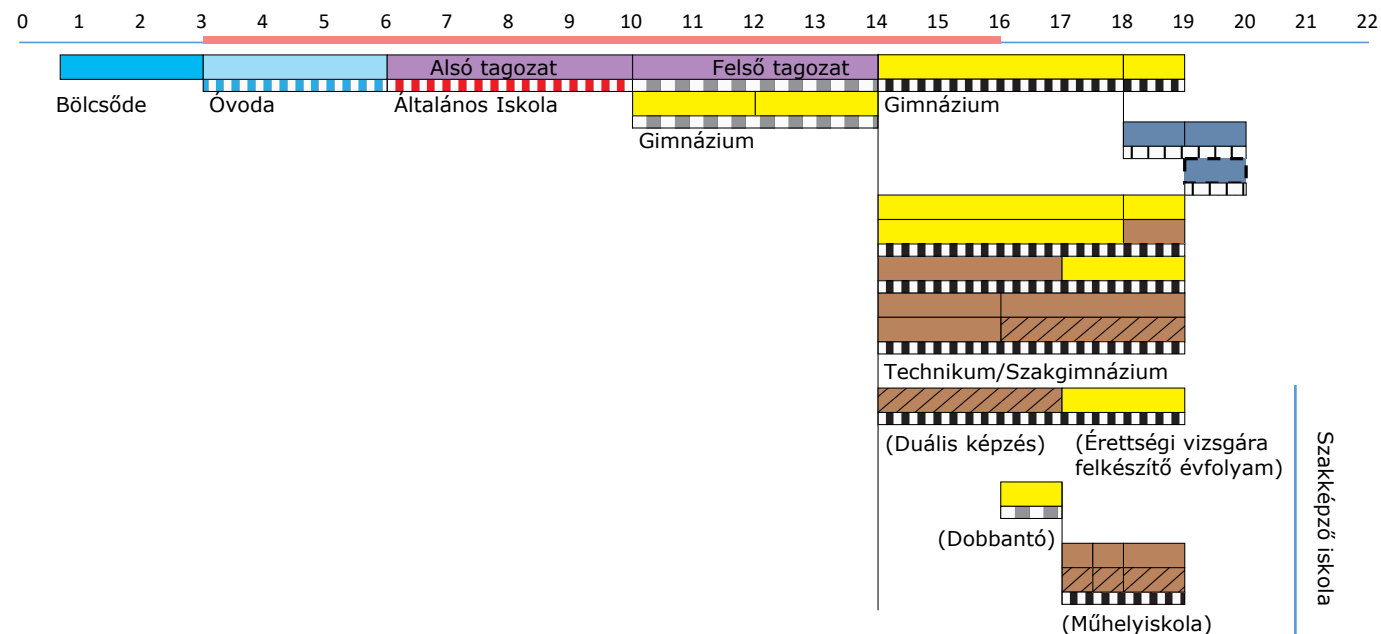 0 1 2 3 4 5 6 7 8 9 10 11 12 13 14 15 16 17 18 19 20 21 22
Alsó tagozat Felső tagozat
Bölcsőde Óvoda Általános Iskola Gimnázium
Gimnázium
Technikum/Szakgimnázium
(Duális képzés) (Érettségi vizsgára
felkészítő évfolyam)
Szakképző iskola
(Dobbantó)
(Műhelyiskola)